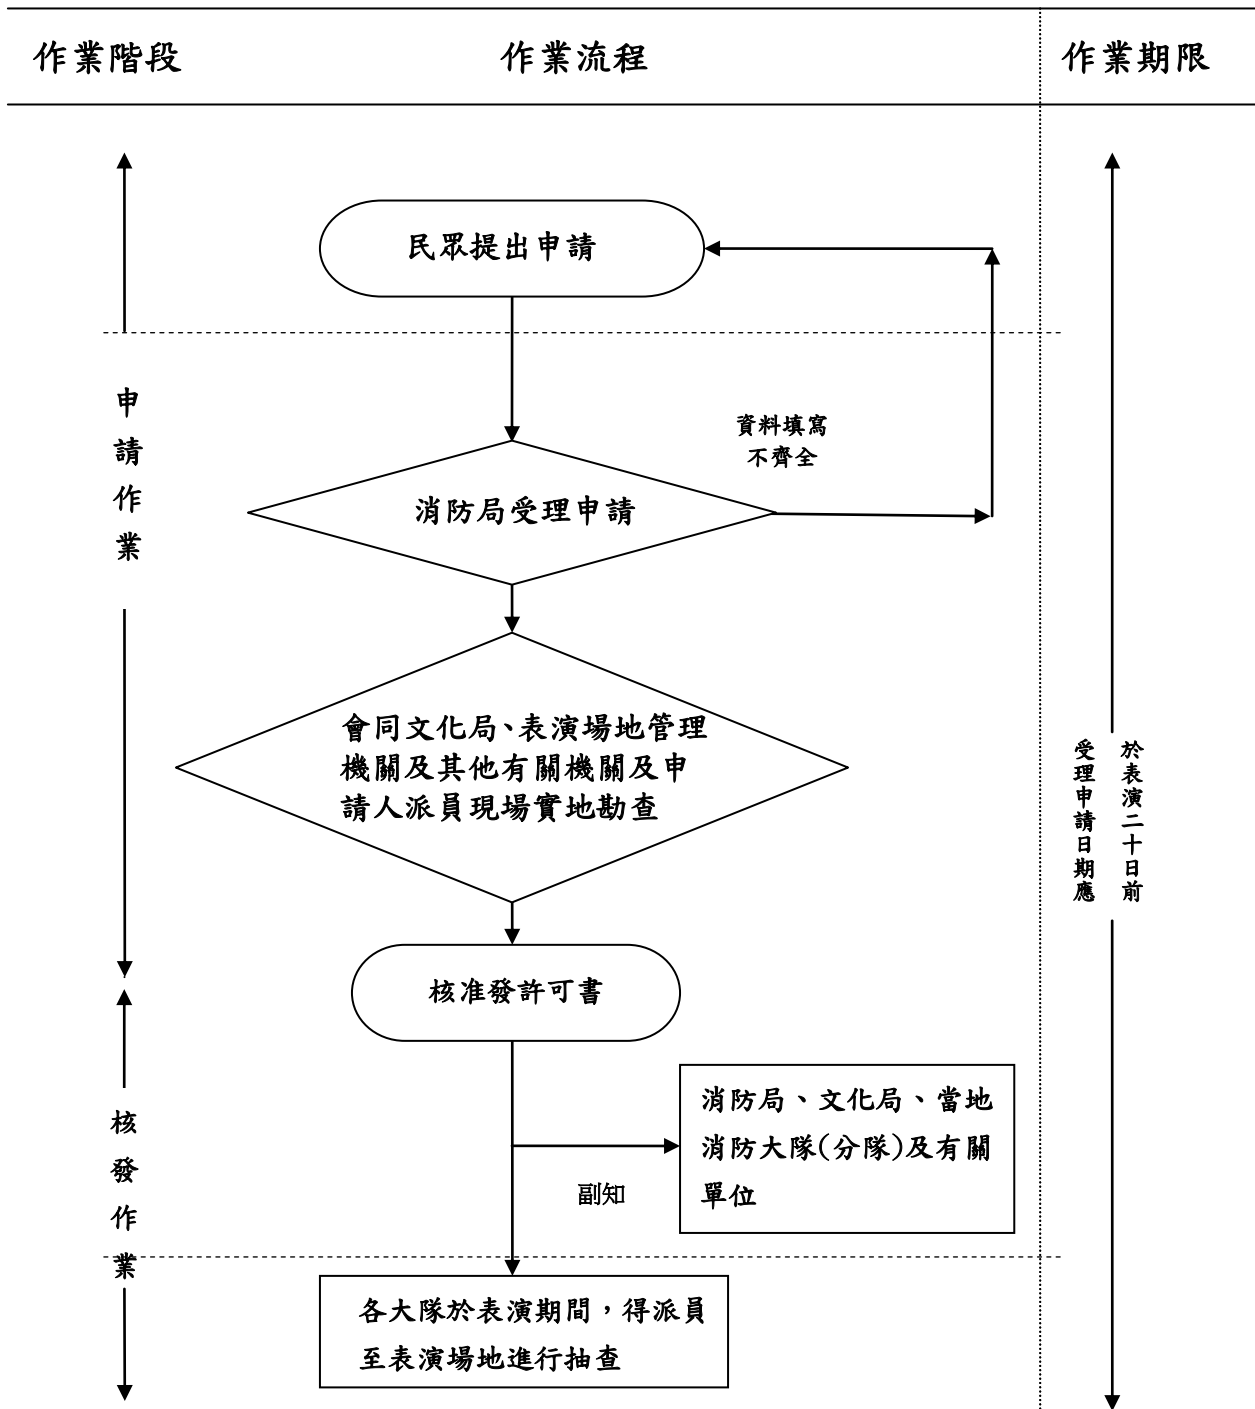 作業階段
作業流程
作業期限
民眾提出申請
申請作業
資料填寫
不齊全
消防局受理申請
會同文化局、表演場地管理
機關及其他有關機關及申
請人派員現場實地勘查
受理申請日期應
於表演二十日前
核准發許可書
核發作業
消防局、文化局、當地
消防大隊(分隊)及有關
單位
副知
各大隊於表演期間，得派員
至表演場地進行抽查